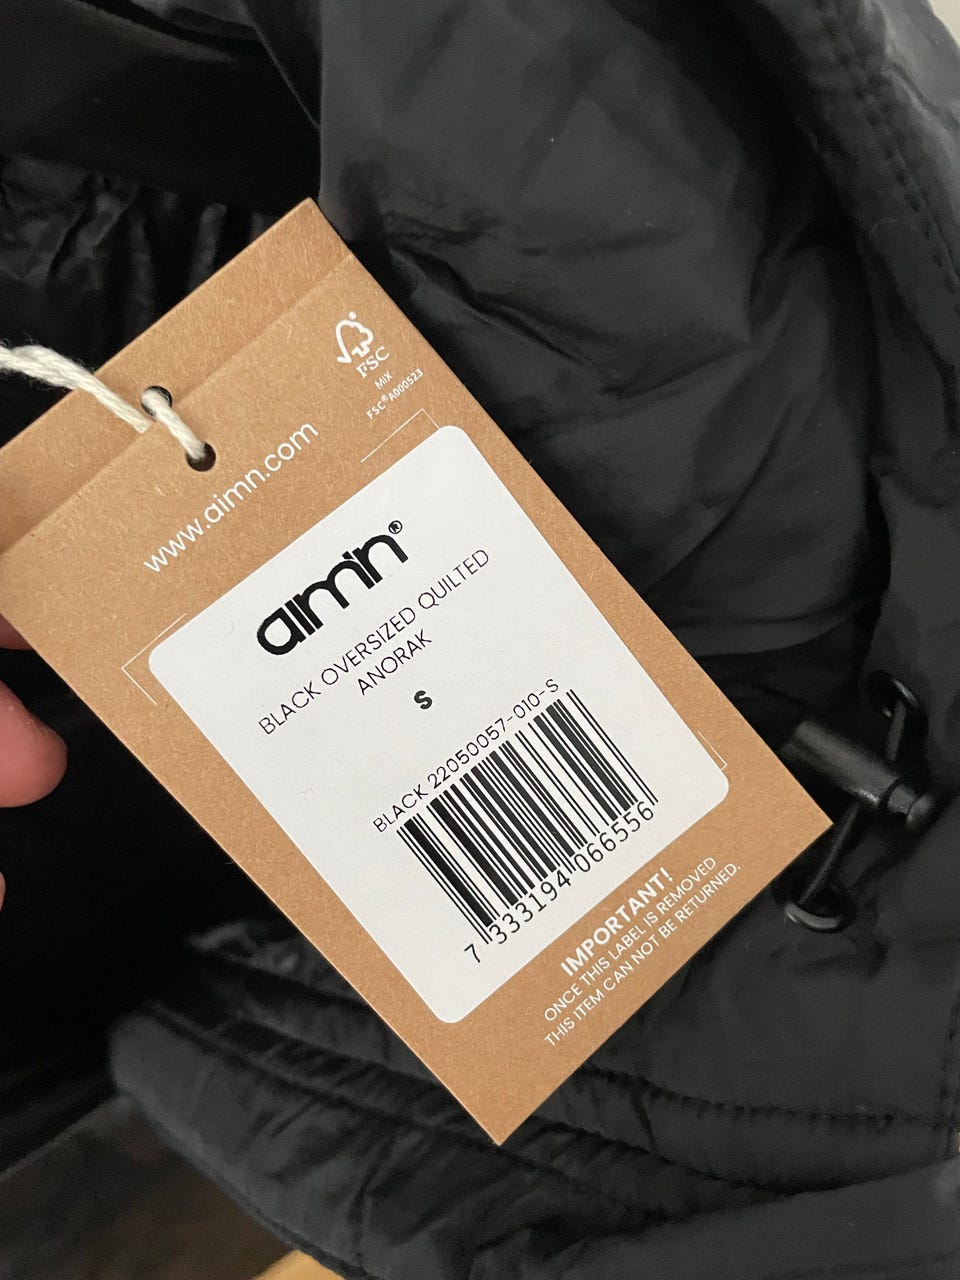 FSC®
MIX
FSC® A000523
www.aimn.com
aim'n®
BLACK OVERSIZED QUILTED
ANORAK
S
BLACK 22050057-010-S
7 333194 066556
IMPORTANT!
ONCE THIS LABEL IS REMOVED
THIS ITEM CAN NOT BE RETURNED.